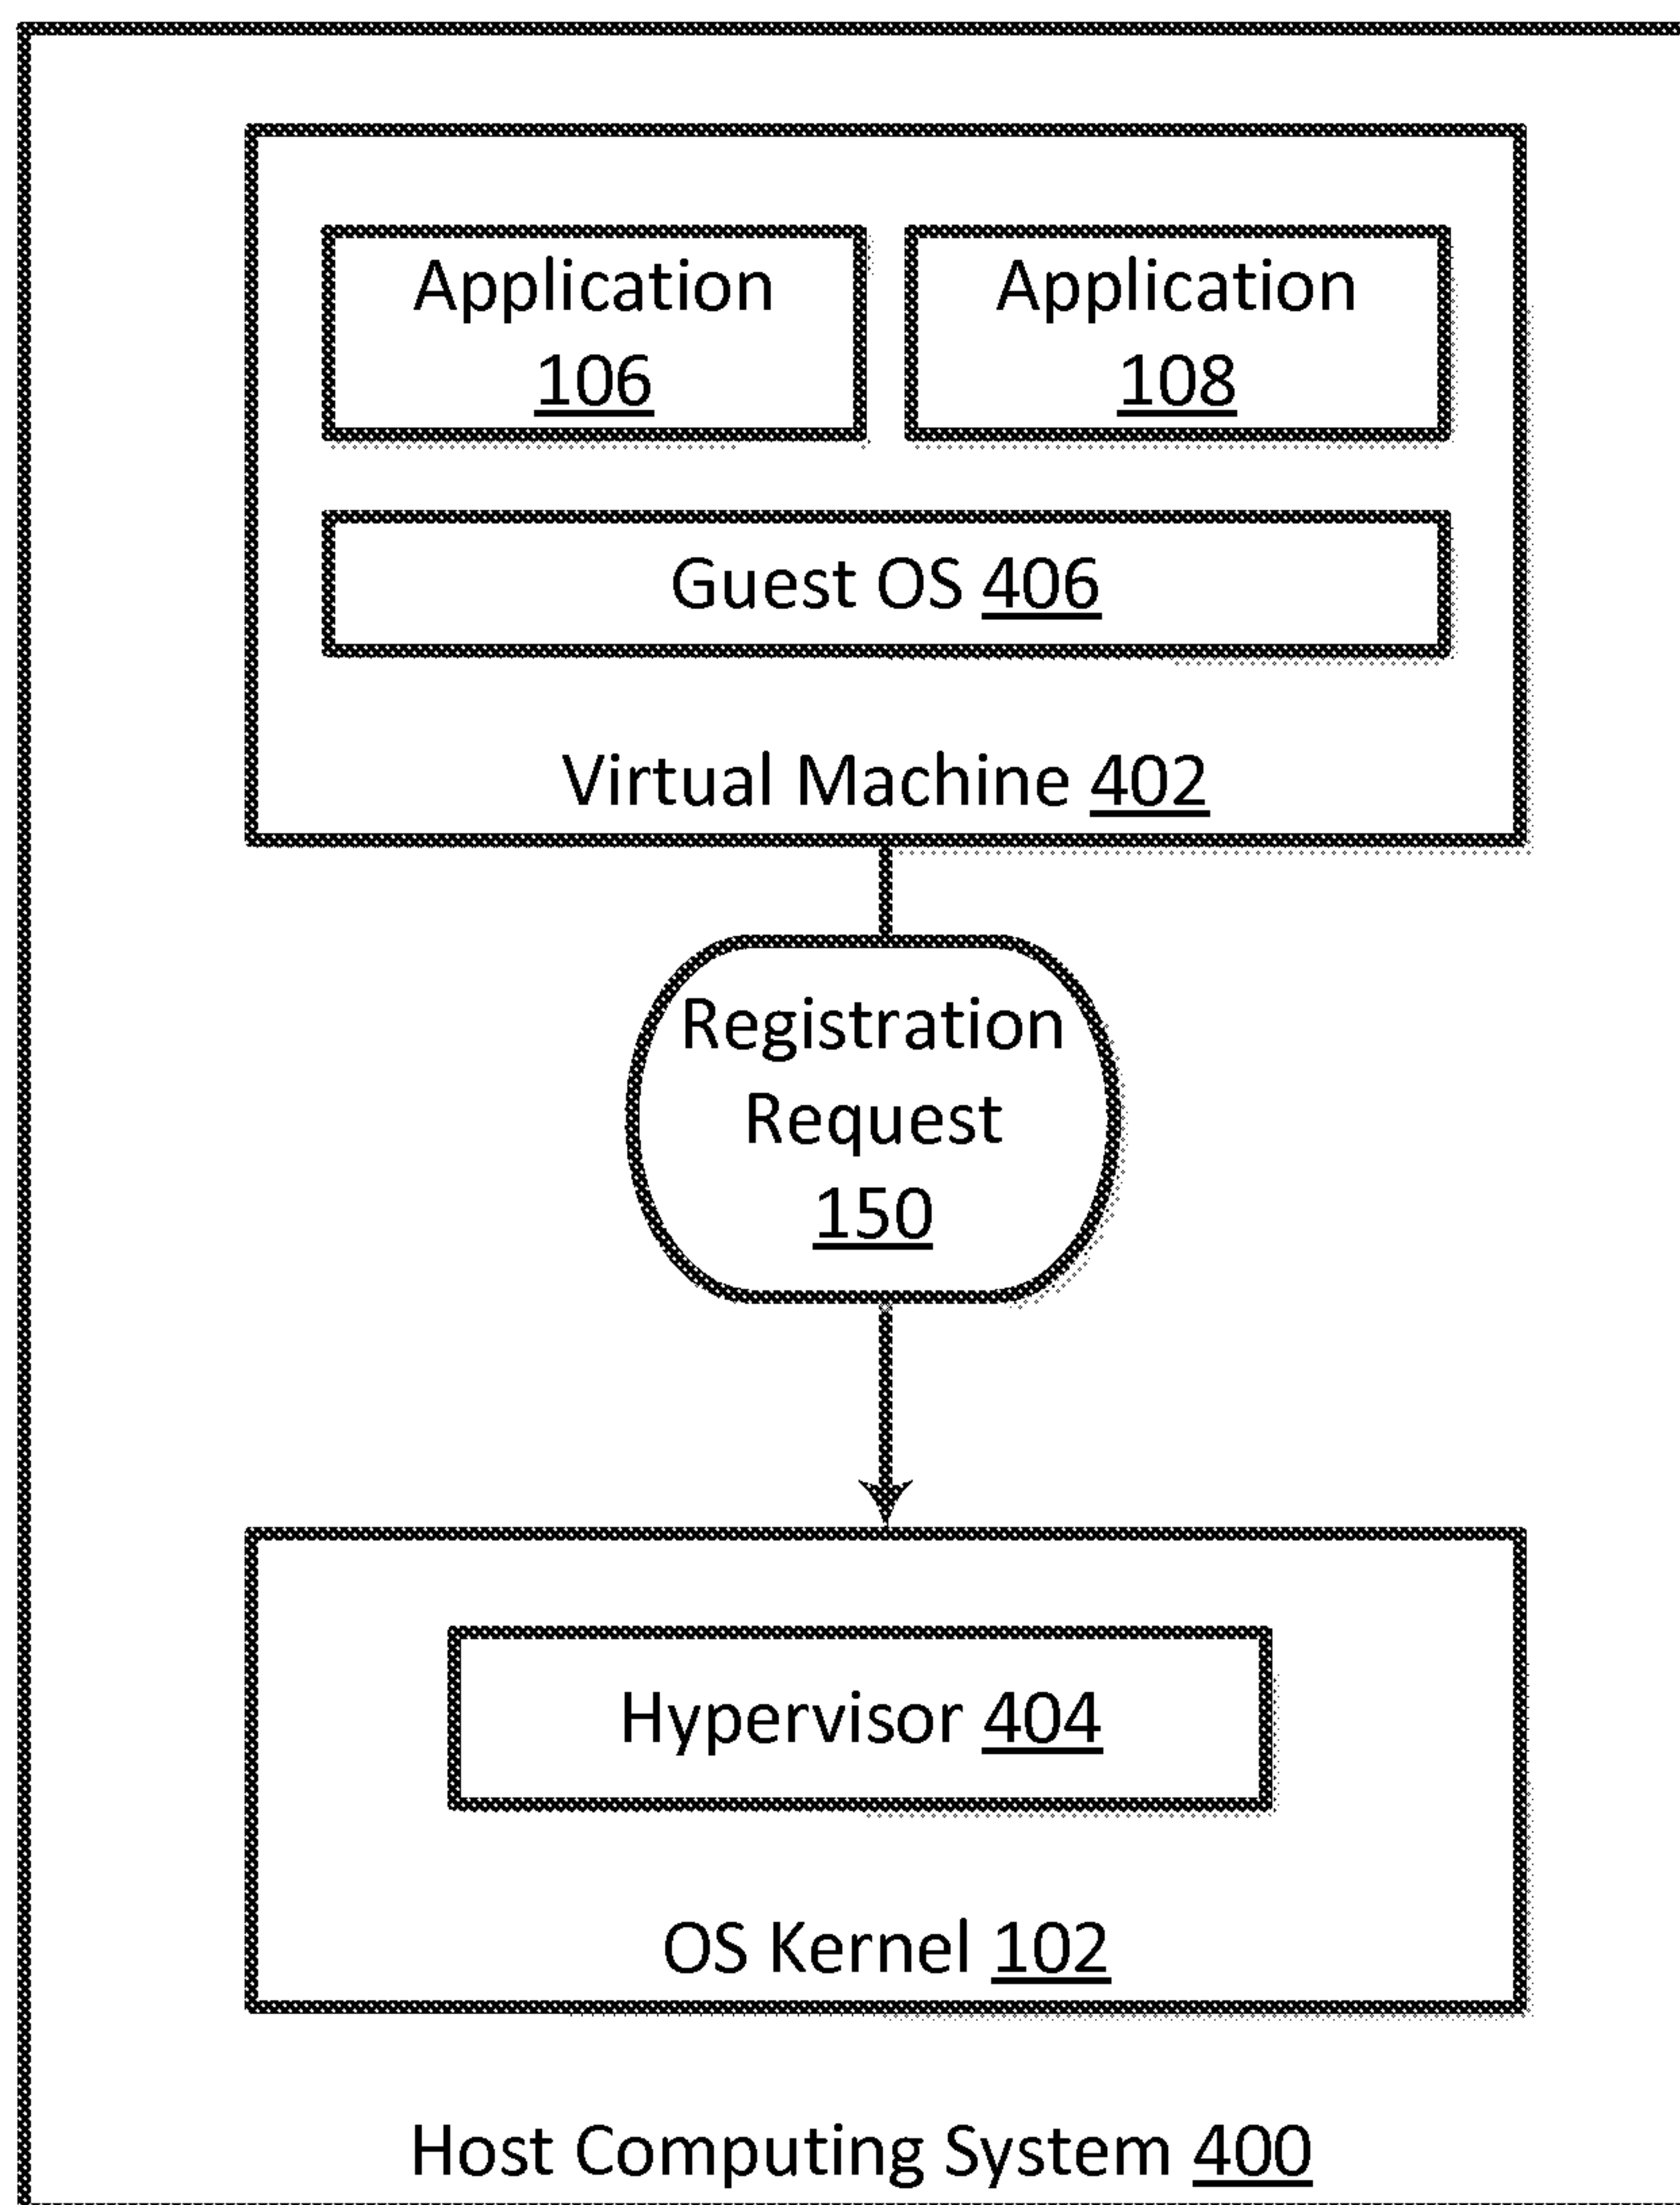 Application
106
Application
108
Guest OS 406
Virtual Machine 402
Registration
Request
150
Hypervisor 404
OS Kernel 102
Host Computing System 400